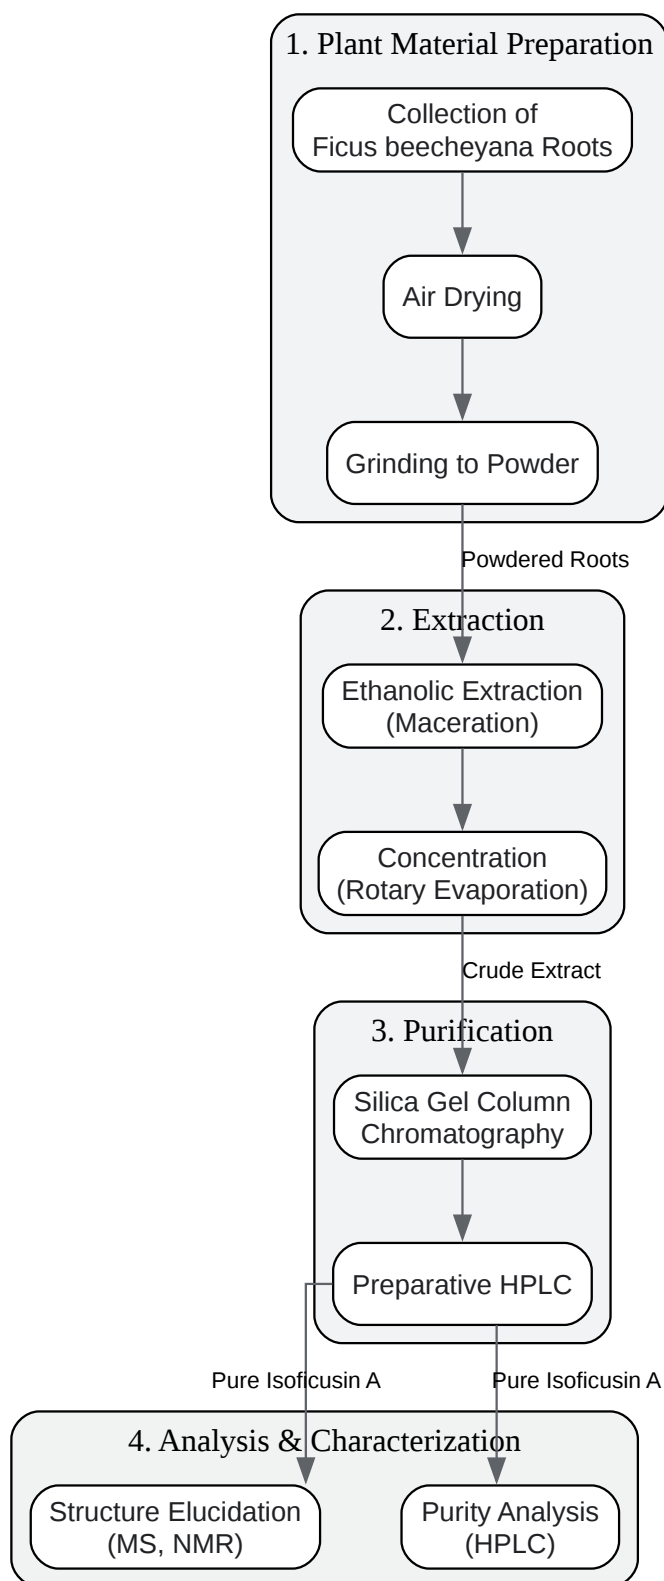 1. Plant Material Preparation
Collection of
Ficus beecheyana Roots
Air Drying
Grinding to Powder
Powdered Roots
2. Extraction
Ethanolic Extraction
(Maceration)
Concentration
(Rotary Evaporation)
Crude Extract
3. Purification
Silica Gel Column
Chromatography
Preparative HPLC
Pure Isoficusin A
Pure Isoficusin A
4. Analysis & Characterization
Structure Elucidation
(MS, NMR)
Purity Analysis
(HPLC)